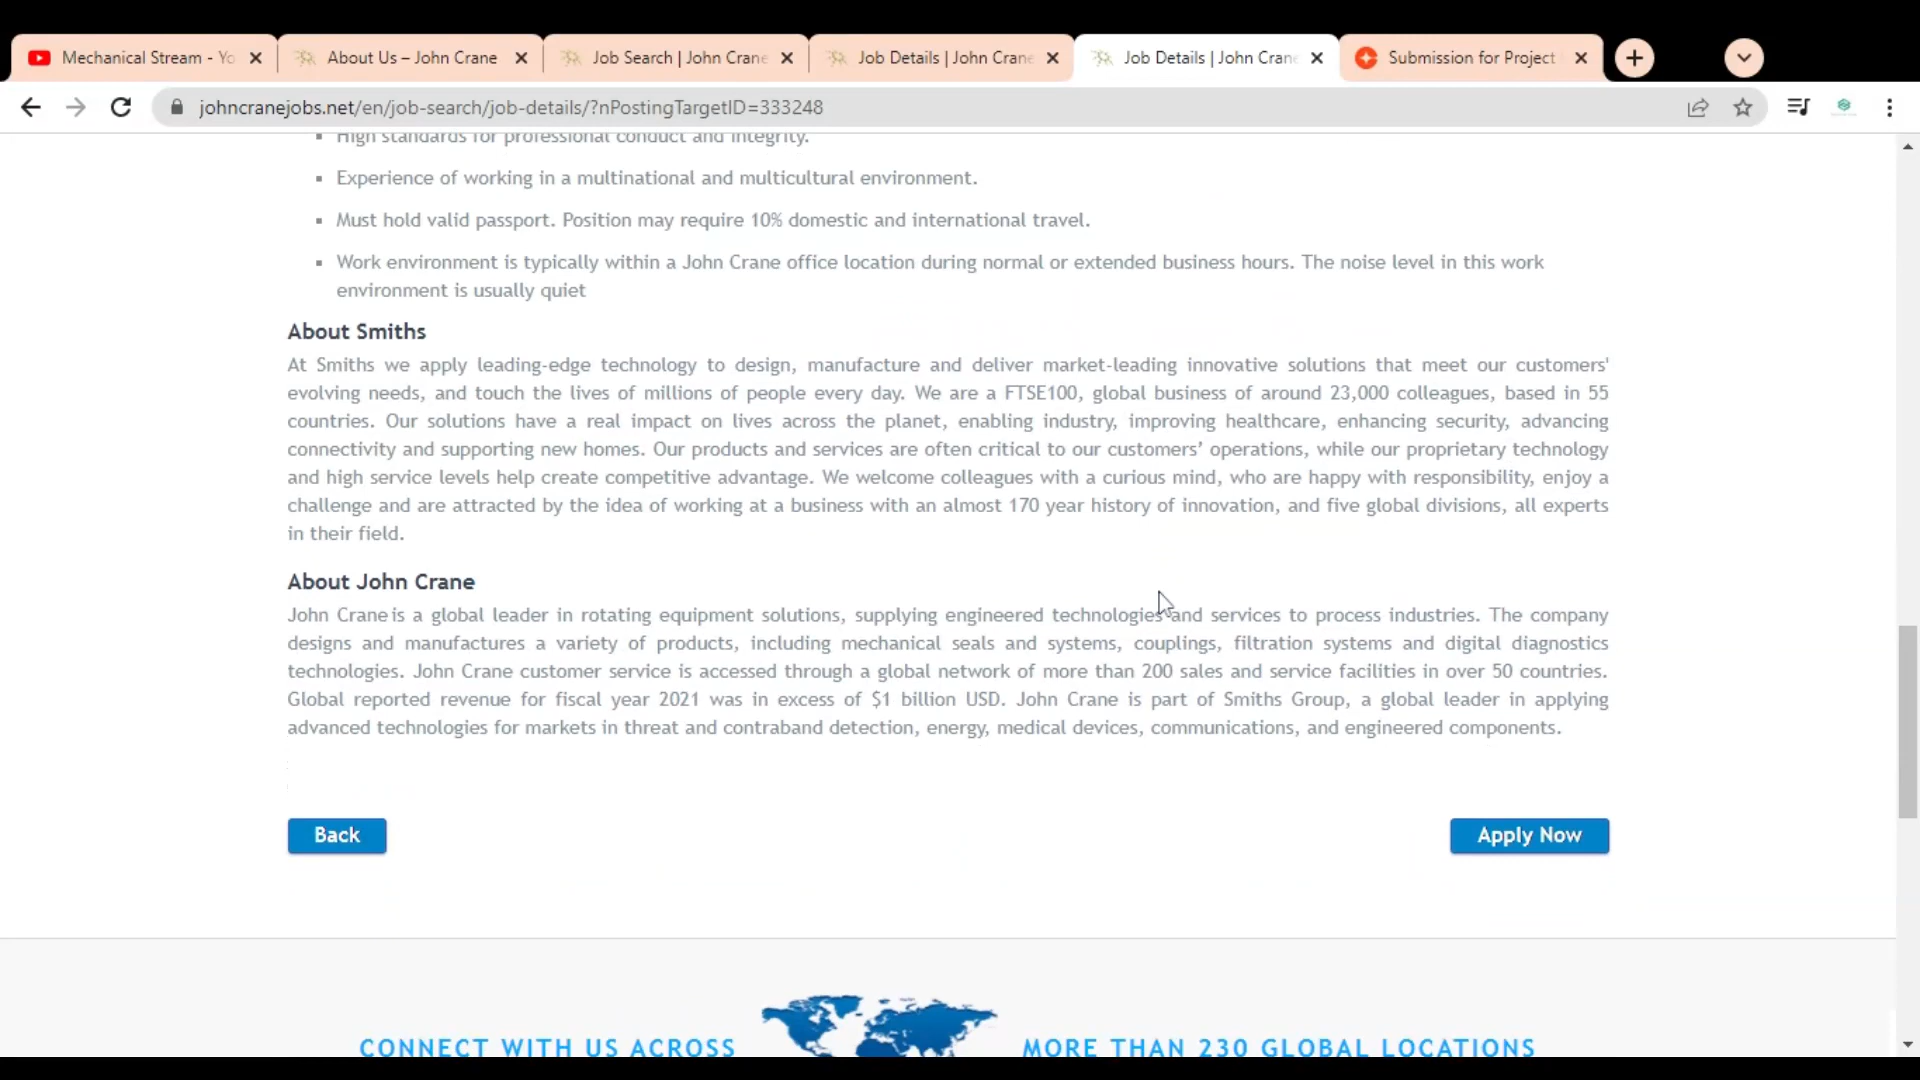 Mechanical Stream - Yo
About Us – John Crane
Job Search | John Crane
Job Details | John Crane
Job Details | John Crane
Submission for Project
johncranejobs.net/en/job-search/job-details/?nPostingTargetID=333248
High standards for professional conduct and integrity.
Experience of working in a multinational and multicultural environment.
Must hold valid passport. Position may require 10% domestic and international travel.
Work environment is typically within a John Crane office location during normal or extended business hours. The noise level in this work
environment is usually quiet
About Smiths
At Smiths we apply leading-edge technology to design, manufacture and deliver market-leading innovative solutions that meet our customers'
evolving needs, and touch the lives of millions of people every day. We are a FTSE100, global business of around 23,000 colleagues, based in 55
countries. Our solutions have a real impact on lives across the planet, enabling industry, improving healthcare, enhancing security, advancing
connectivity and supporting new homes. Our products and services are often critical to our customers’ operations, while our proprietary technology
and high service levels help create competitive advantage. We welcome colleagues with a curious mind, who are happy with responsibility, enjoy a
challenge and are attracted by the idea of working at a business with an almost 170 year history of innovation, and five global divisions, all experts
in their field.
About John Crane
John Crane is a global leader in rotating equipment solutions, supplying engineered technologies and services to process industries. The company
designs and manufactures a variety of products, including mechanical seals and systems, couplings, filtration systems and digital diagnostics
technologies. John Crane customer service is accessed through a global network of more than 200 sales and service facilities in over 50 countries.
Global reported revenue for fiscal year 2021 was in excess of $1 billion USD. John Crane is part of Smiths Group, a global leader in applying
advanced technologies for markets in threat and contraband detection, energy, medical devices, communications, and engineered components.
Back
Apply Now
CONNECT WITH US ACROSS
MORE THAN 230 GLOBAL LOCATIONS